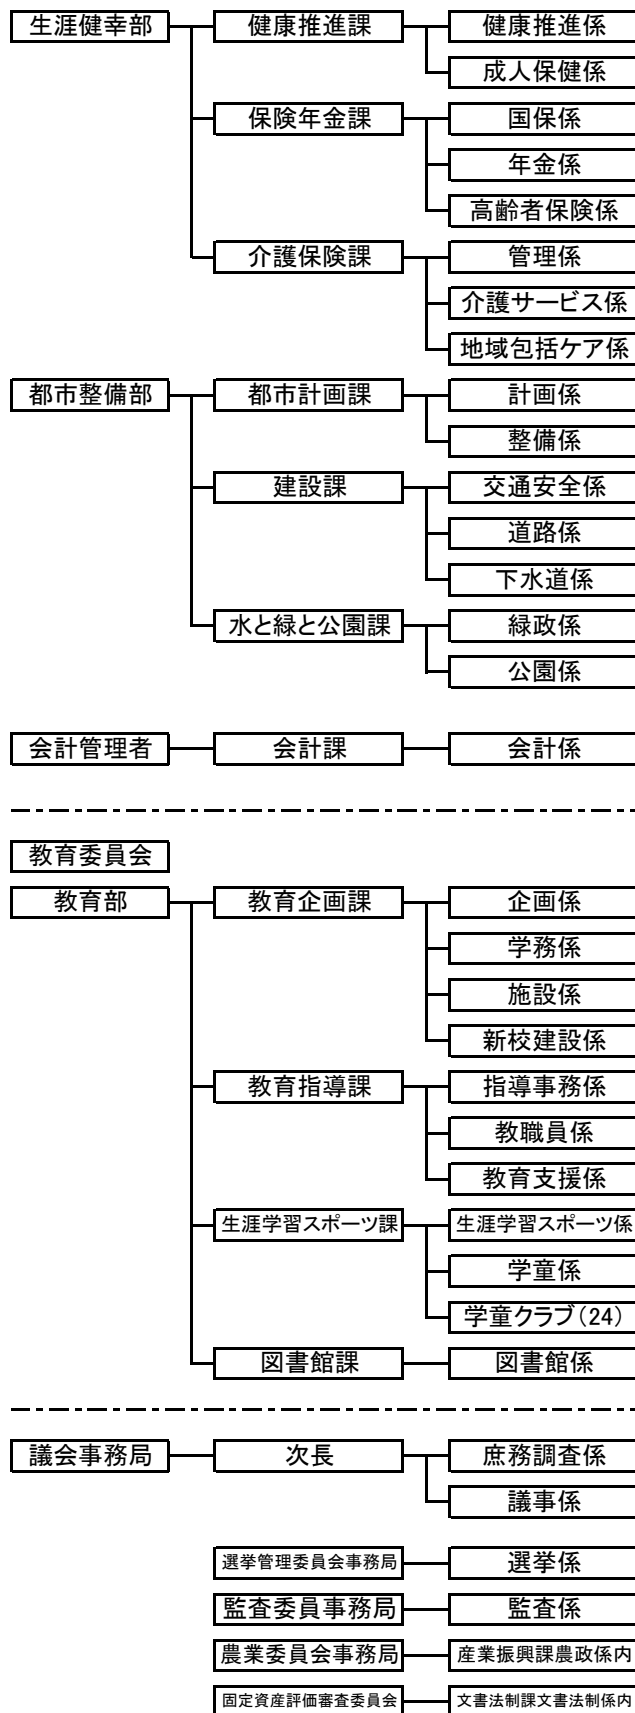 生涯健幸部 健康推進課 健康推進係
成人保健係
保険年金課 国保係
年金係
高齢者保険係
介護保険課 管理係
介護サービス係
地域包括ケア係
都市整備部 都市計画課 計画係
整備係
建設課 交通安全係
道路係
下水道係
水と緑と公園課 緑政係
公園係
会計管理者 会計課 会計係
教育委員会
教育部 教育企画課 企画係
学務係
施設係
新校建設係
教育指導課 指導事務係
教職員係
教育支援係
生涯学習スポーツ課 生涯学習スポーツ係
学童係
学童クラブ(24)
図書館課 図書館係
議会事務局 次長 庶務調査係
議事係
選挙管理委員会事務局 選挙係
監査委員事務局 監査係
農業委員会事務局 産業振興課農政係内
固定資産評価審査委員会 文書法制課文書法制係内